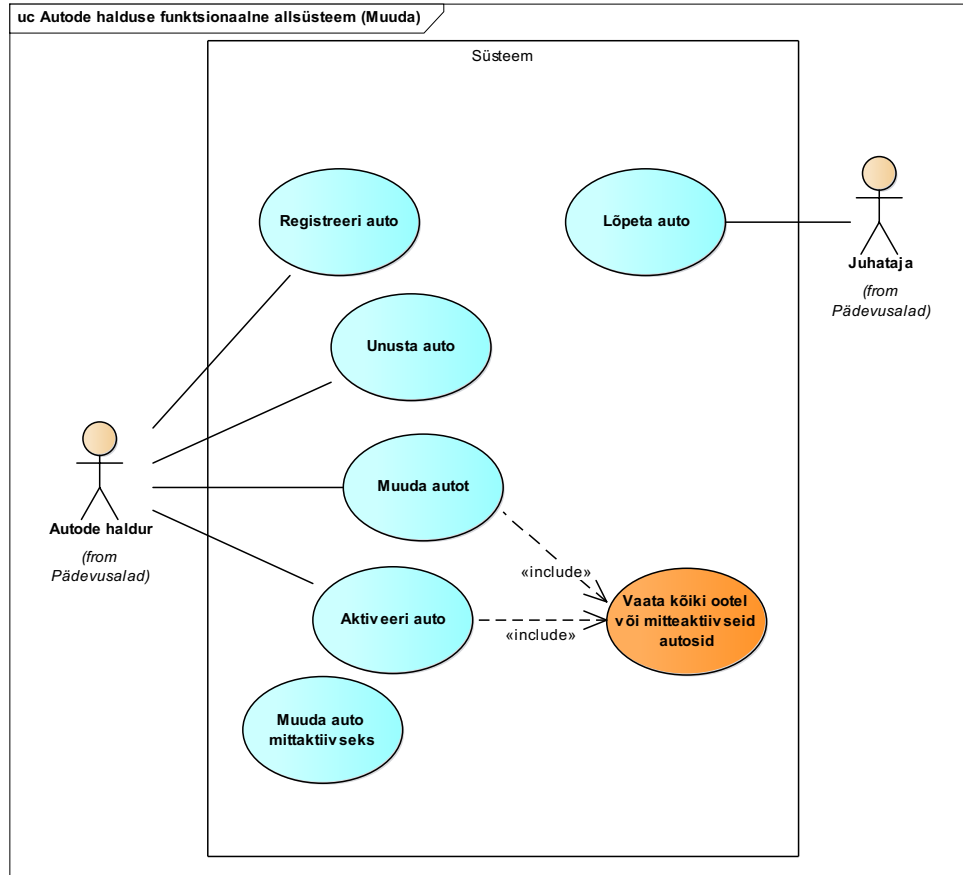 uc Autode halduse funktsionaalne allsüsteem (Muuda)
Süsteem
Registreeri auto
Lõpeta auto
Juhataja
(from
Pädevusalad)
Unusta auto
Autode haldur
(from
Pädevusalad)
Muuda autot
«include»
Aktiveeri auto
«include»
Vaata kõiki ootel
või mitteaktiivseid
autosid
Muuda auto
mittaktiivseks